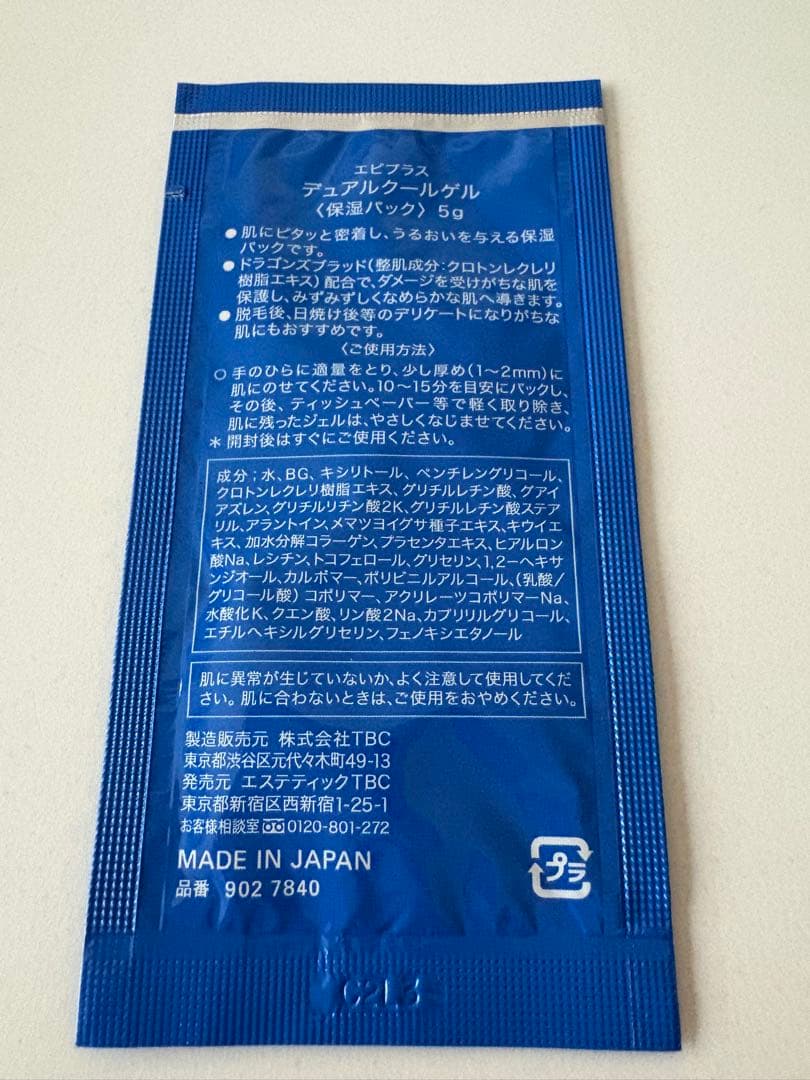 エピプラス
デュアルクールゲル
〈保湿パック〉5g
●肌にピタッと密着し、うるおいを与える保湿
パックです。
●ドラゴンズブラッド(整肌成分:クロトンレクレリ
樹脂エキス)配合で、ダメージを受けがちな肌を
保護し、みずみずしくなめらかな肌へ導きます。
●脱毛後、日焼け後等のデリケートになりがちな
肌にもおすすめです。
〈ご使用方法〉
○手のひらに適量をとり、少し厚め(1〜2mm)に
肌にのせてください。10〜15分を目安にパックし、
その後、ティッシュペーパー等で軽く取り除き、
肌に残ったジェルは、やさしくなじませてください。
＊開封後はすぐにご使用ください。
成分;水、BG、キシリトール、ペンチレングリコール、
クロトンレクレリ樹脂エキス、グリチルレチン酸、グアイ
アズレン、グリチルリチン酸2K、グリチルレチン酸ステア
リル、アラントイン、メマツヨイグサ種子エキス、キウイエ
キス、加水分解コラーゲン、プラセンタエキス、ヒアルロン
酸Na、レシチン、トコフェロール、グリセリン、1,2-ヘキサ
ンジオール、カルボマー、ポリビニルアルコール、(乳酸/
グリコール酸)コポリマー、アクリレーツコポリマーNa、
水酸化K、クエン酸、リン酸2Na、カプリリルグリコール、
エチルヘキシルグリセリン、フェノキシエタノール
肌に異常が生じていないか、よく注意して使用してくだ
さい。肌に合わないときは、ご使用をおやめください。
製造販売元 株式会社TBC
東京都渋谷区元代々木町49-13
発売元 エステティックTBC
東京都新宿区西新宿1-25-1
お客様相談室 0120-801-272
MADE IN JAPAN
品番 902 7840
プラ